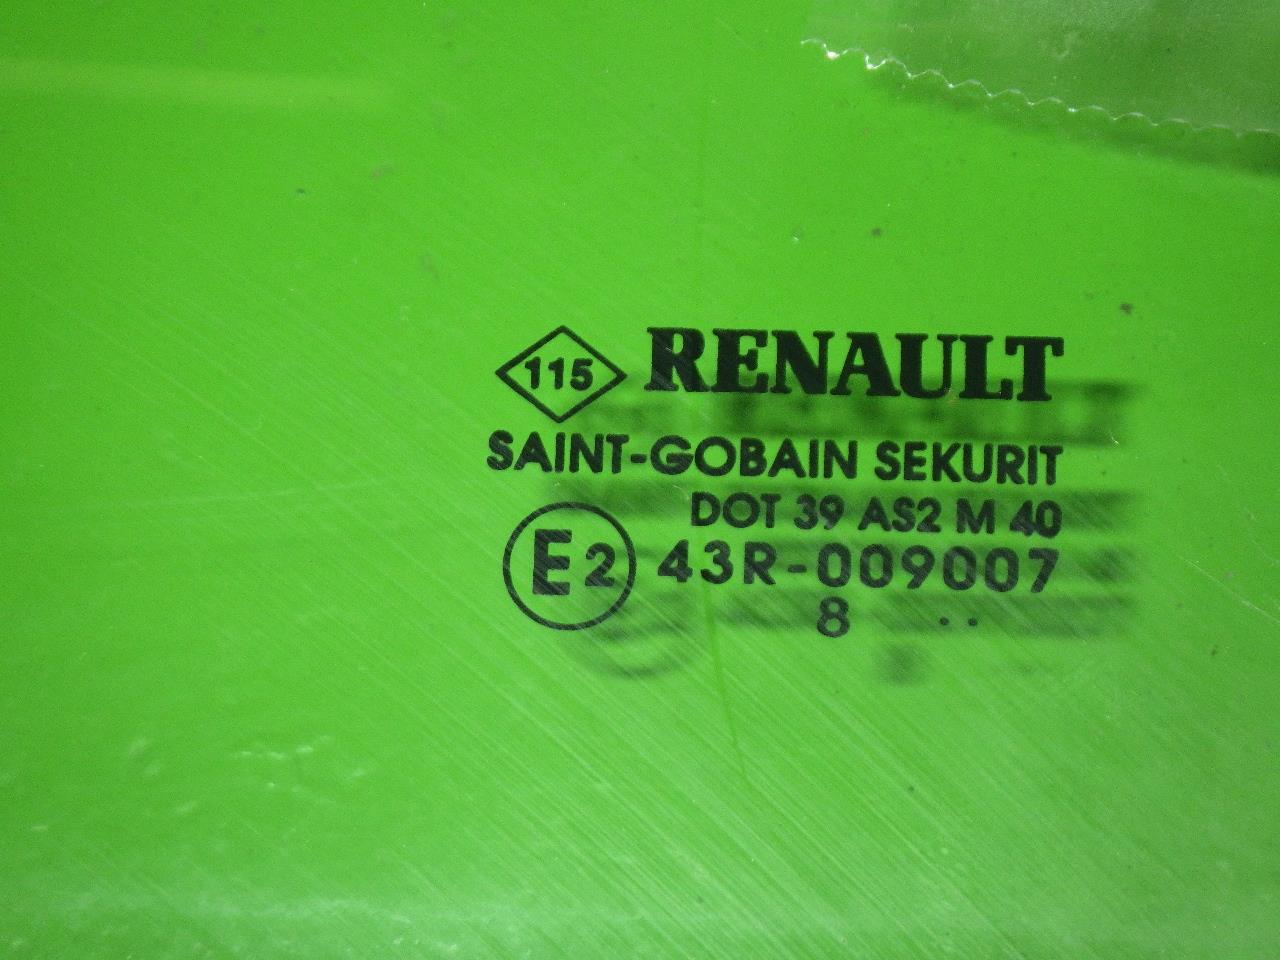 115 RENAULT
SAINT-GOBAIN SEKURIT
DOT 39 AS2 M 40
E2 43R-009007
8 ..